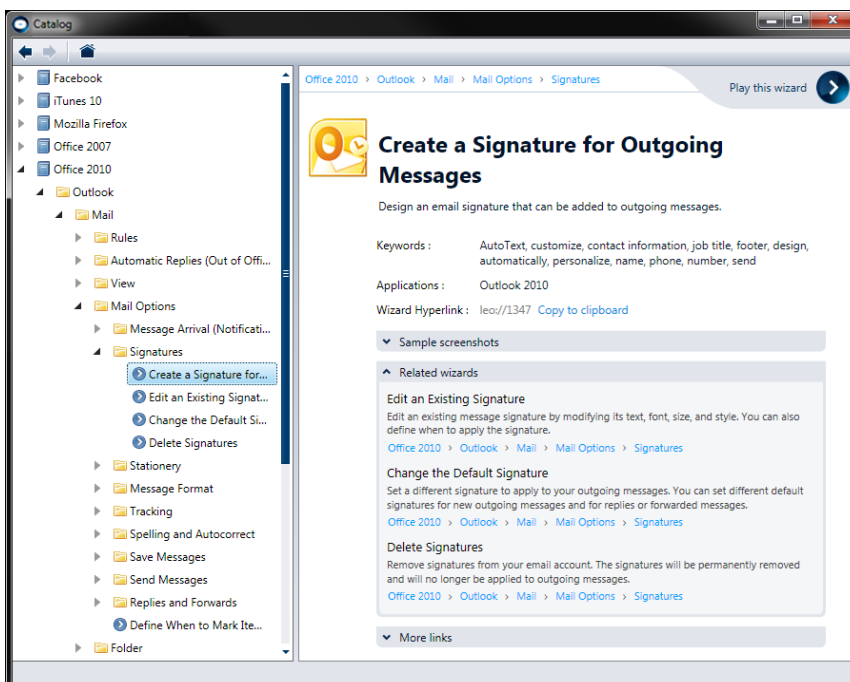 Catalog
Facebook
iTunes 10
Mozilla Firefox
Office 2007
Office 2010
Outlook
Mail
Rules
Automatic Replies (Out of Offi...
View
Mail Options
Message Arrival (Notificati...
Signatures
Create a Signature for...
Edit an Existing Signat...
Change the Default Si...
Delete Signatures
Stationery
Message Format
Tracking
Spelling and Autocorrect
Save Messages
Send Messages
Replies and Forwards
Define When to Mark Ite...
Folder
Office 2010 > Outlook > Mail > Mail Options > Signatures
Play this wizard
Create a Signature for Outgoing
Messages
Design an email signature that can be added to outgoing messages.
Keywords : AutoText, customize, contact information, job title, footer, design,
automatically, personalize, name, phone, number, send
Applications : Outlook 2010
Wizard Hyperlink : leo://1347 Copy to clipboard
Sample screenshots
Related wizards
Edit an Existing Signature
Edit an existing message signature by modifying its text, font, size, and style. You can also
define when to apply the signature.
Office 2010 > Outlook > Mail > Mail Options > Signatures
Change the Default Signature
Set a different signature to apply to your outgoing messages. You can set different default
signatures for new outgoing messages and for replies or forwarded messages.
Office 2010 > Outlook > Mail > Mail Options > Signatures
Delete Signatures
Remove signatures from your email account. The signatures will be permanently removed
and will no longer be applied to outgoing messages.
Office 2010 > Outlook > Mail > Mail Options > Signatures
More links